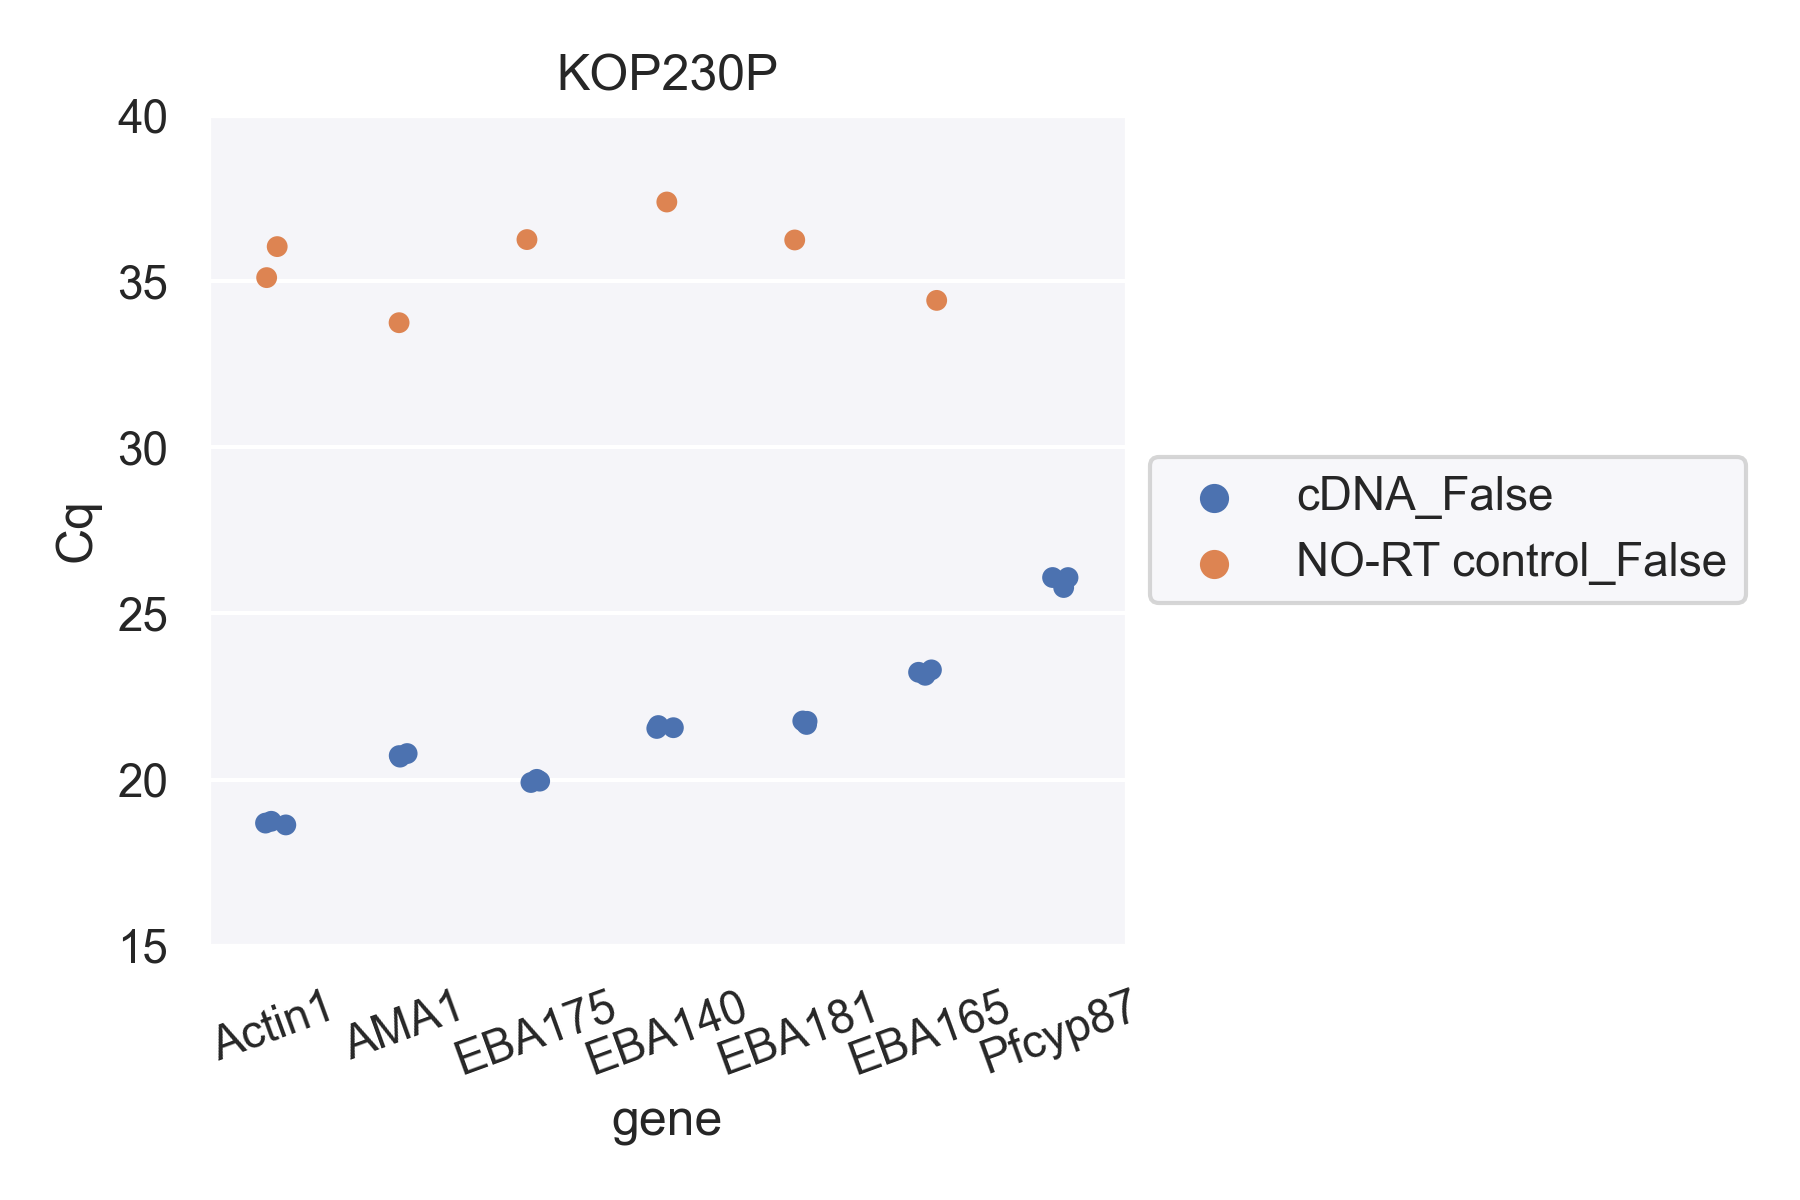 KOP230P
40
35
30
25
20
15
Cq
cDNA_False
NO-RT control_False
Actin1
AMA1
EBA175
EBA140
EBA181
EBA165
Pfcyp87
gene